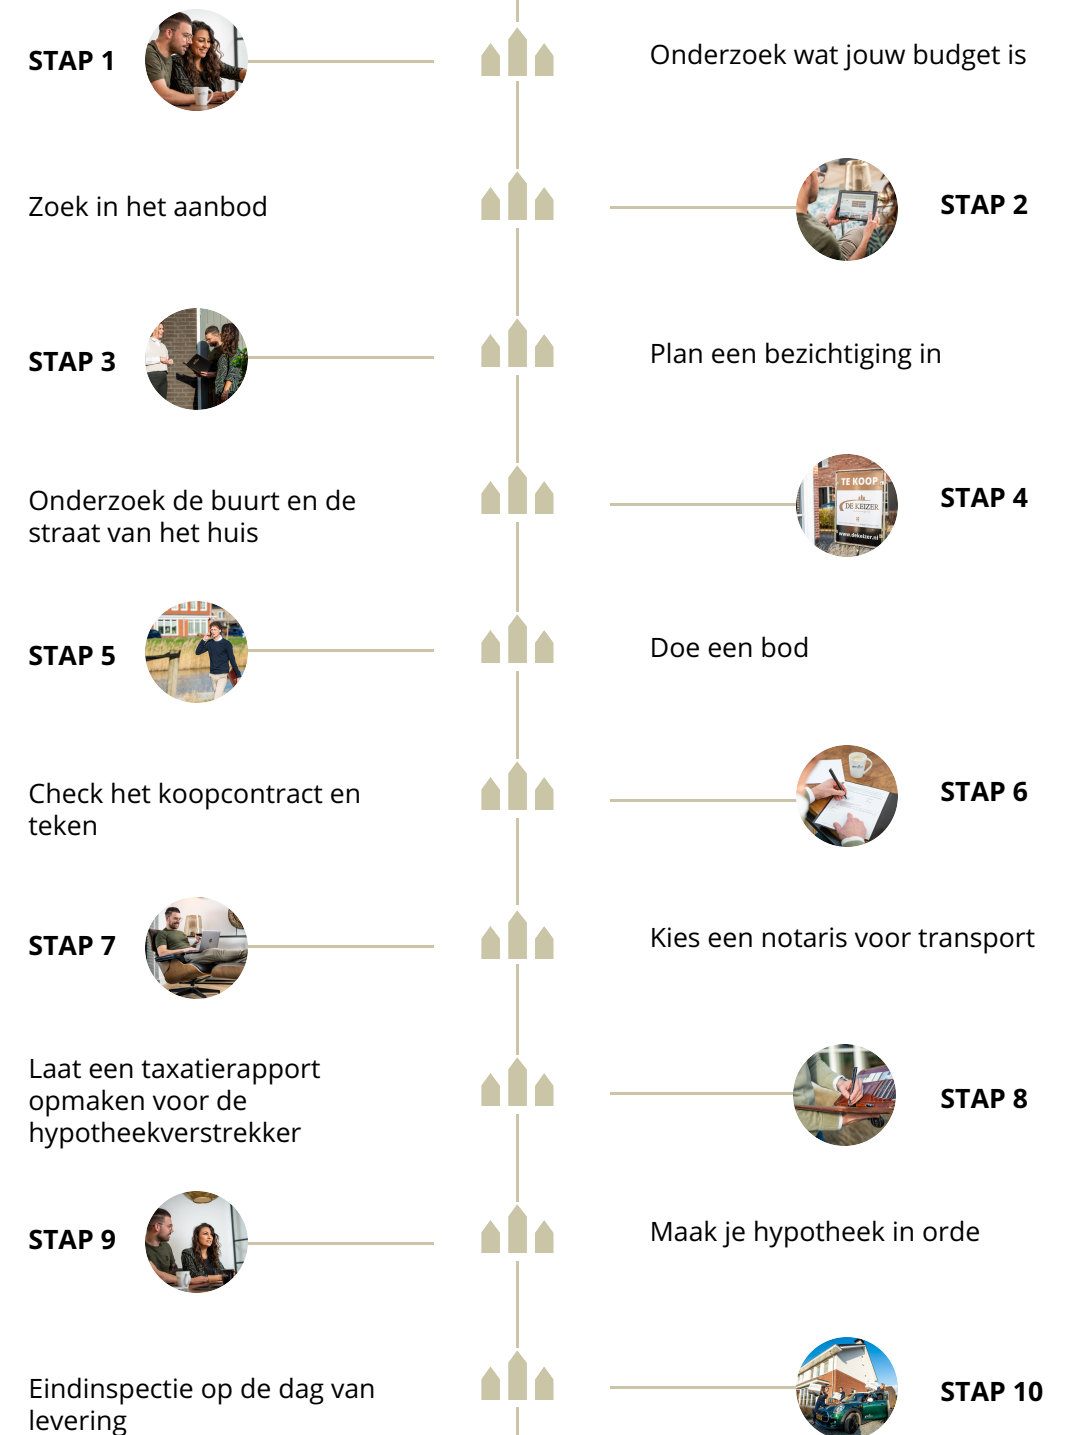 STAP 1
Onderzoek wat jouw budget is
Zoek in het aanbod
STAP 2
STAP 3
Plan een bezichtiging in
Onderzoek de buurt en de
straat van het huis
STAP 4
TE KOOP
DE KEIZER
www.dekeizer.nl
STAP 5
Doe een bod
Check het koopcontract en
teken
STAP 6
STAP 7
Kies een notaris voor transport
Laat een taxatierapport
opmaken voor de
hypotheekverstrekker
STAP 8
STAP 9
Maak je hypotheek in orde
Eindinspectie op de dag van
levering
STAP 10